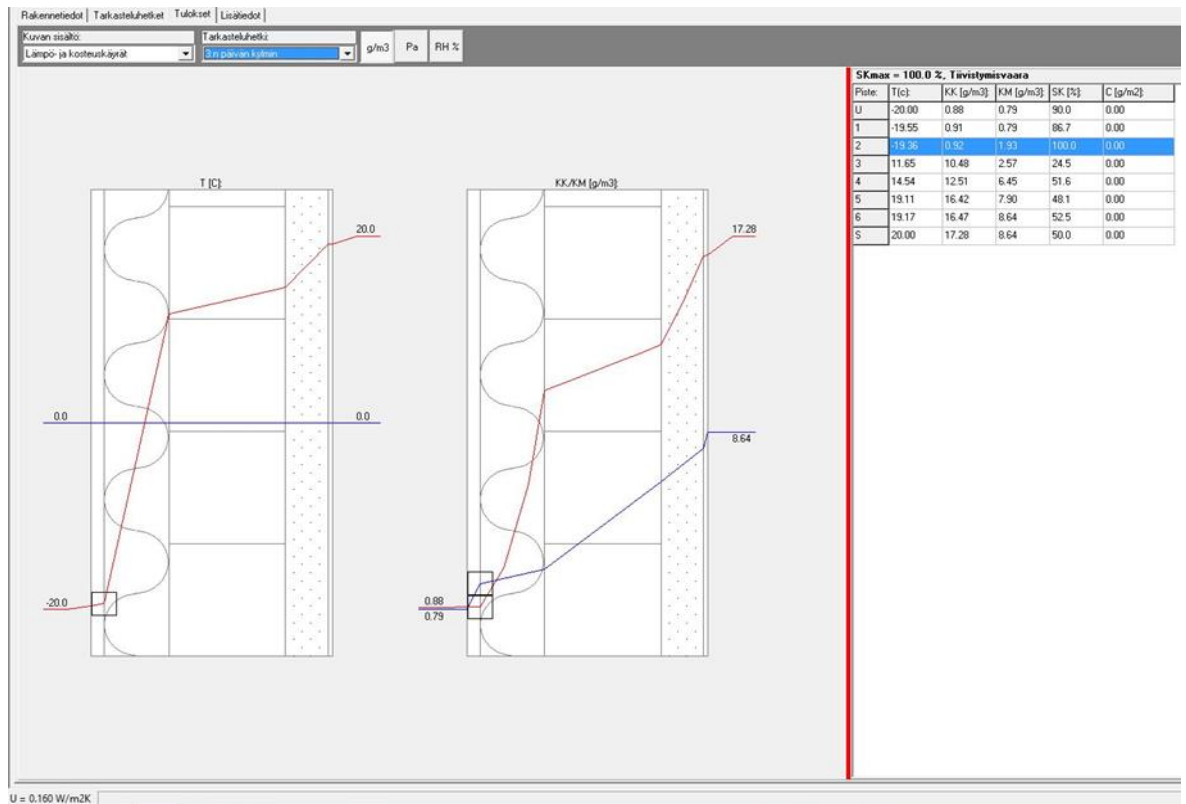 Rakennetiedot Tarkasteluhetket Tulokset Lisätiedot
Kuvan sisältö: Tarkasteluhetki:
Lämpö- ja kosteuskäyrät 3:n päivän kylmin g/m3 Pa RH %
SKmax = 100.0 %, Tiivistymisvaara
Piste: T(c): KK [g/m3]: KM [g/m3]: SK [%]: C [g/m2]:
U -20.00 0.88 0.79 90.0 0.00
1 -19.55 0.91 0.79 86.7 0.00
2 -19.36 0.92 1.93 100.0 0.00
3 11.65 10.48 2.57 24.5 0.00
4 14.54 12.51 6.45 51.6 0.00
5 19.11 16.42 7.90 48.1 0.00
6 19.17 16.47 8.64 52.5 0.00
S 20.00 17.28 8.64 50.0 0.00
T [C]:
20.0
0.0 0.0
-20.0
KK/KM [g/m3]:
17.28
8.64
0.88
0.79
U = 0.160 W/m2K